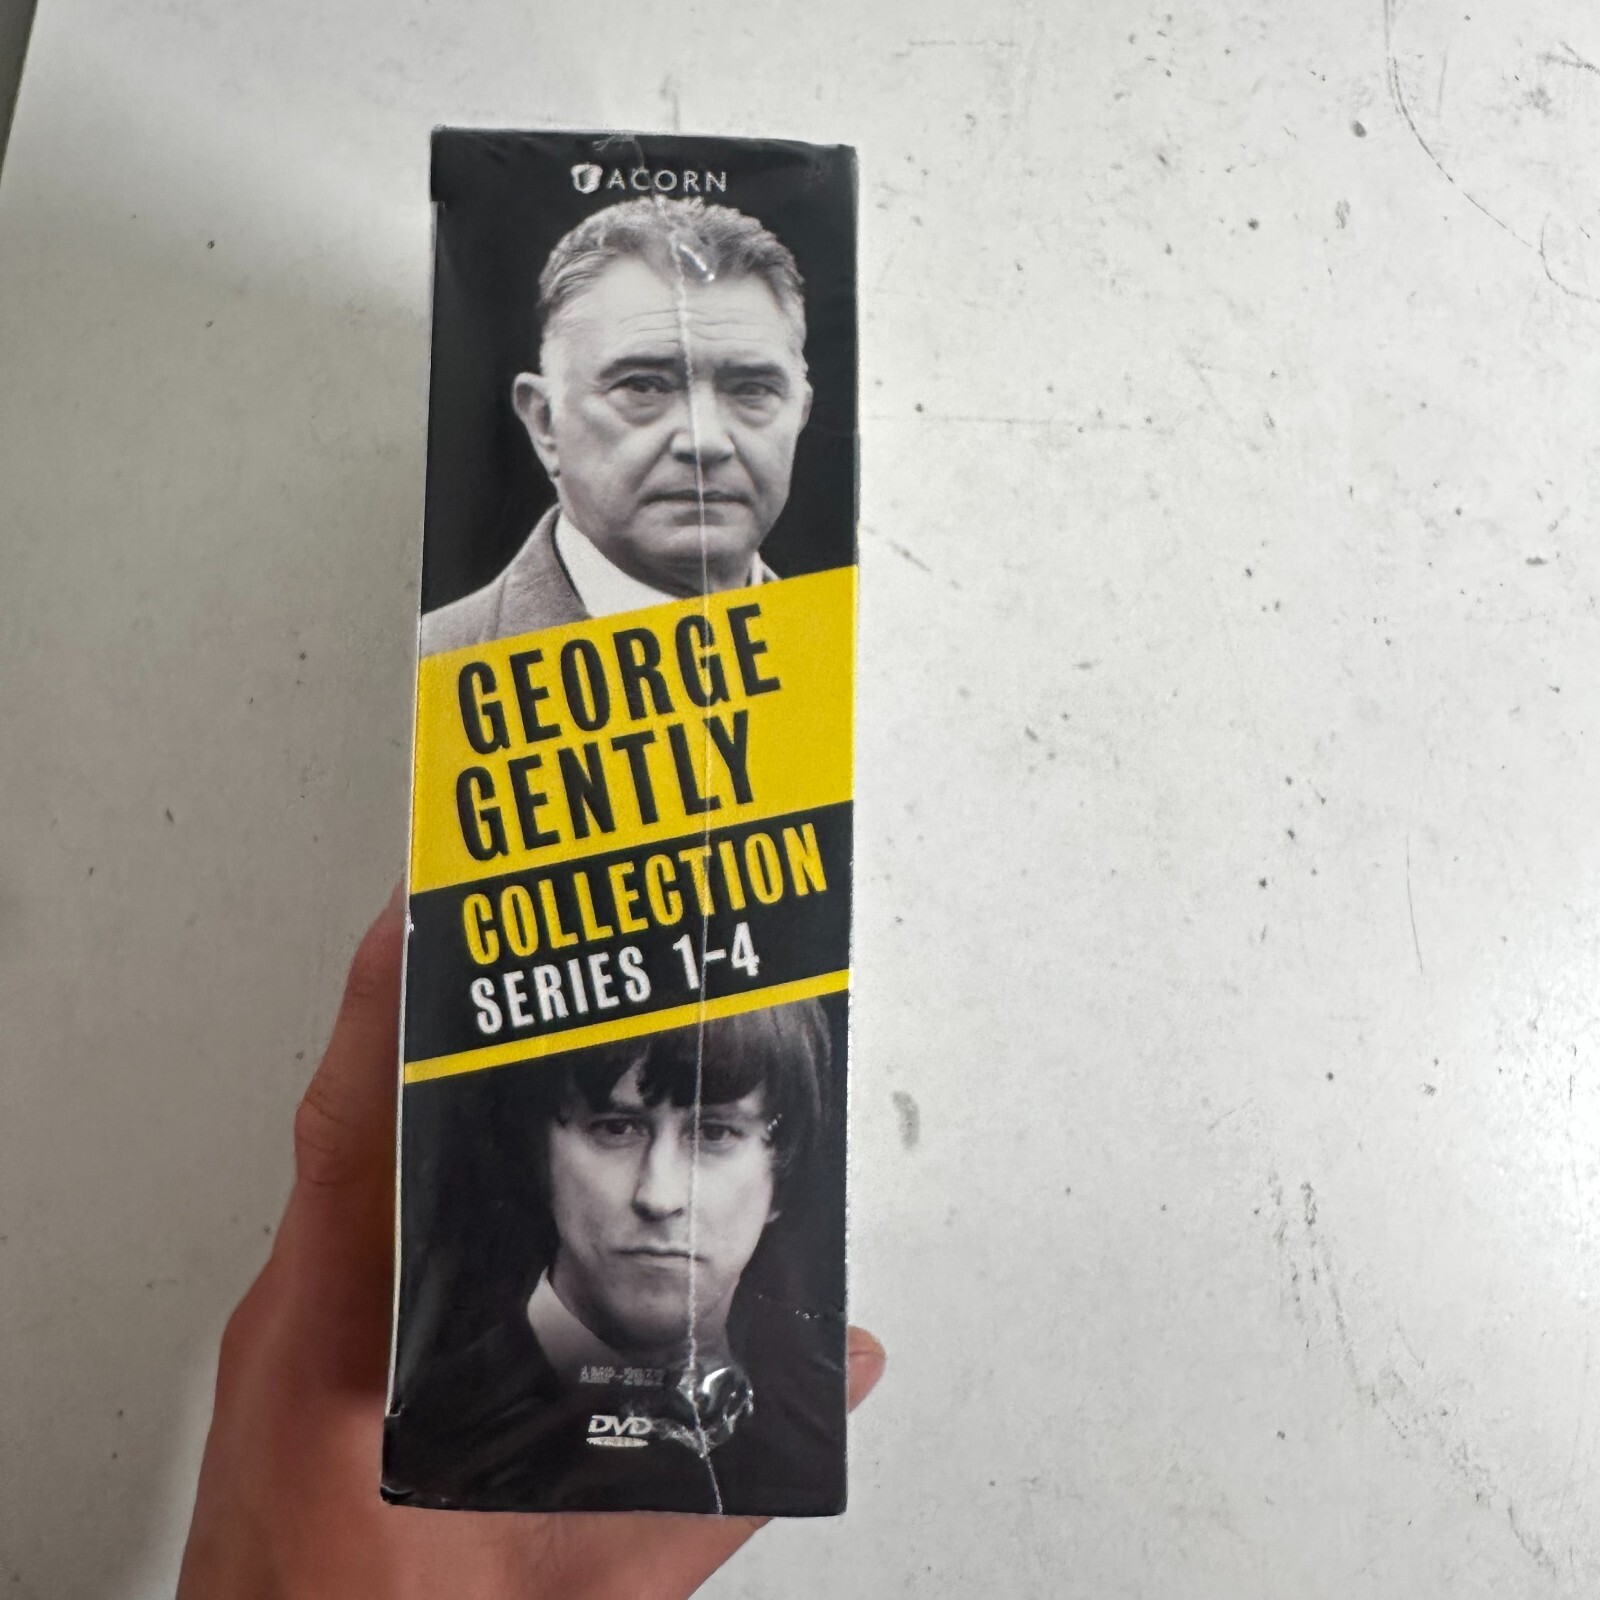 ACORN
GEORGE
GENTLY
COLLECTION
SERIES 1-4
DVD